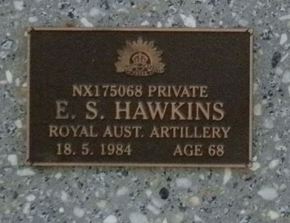 NX175068 PRIVATE
E. S. HAWKINS
ROYAL AUST. ARTILLERY
18. 5. 1984 AGE 68